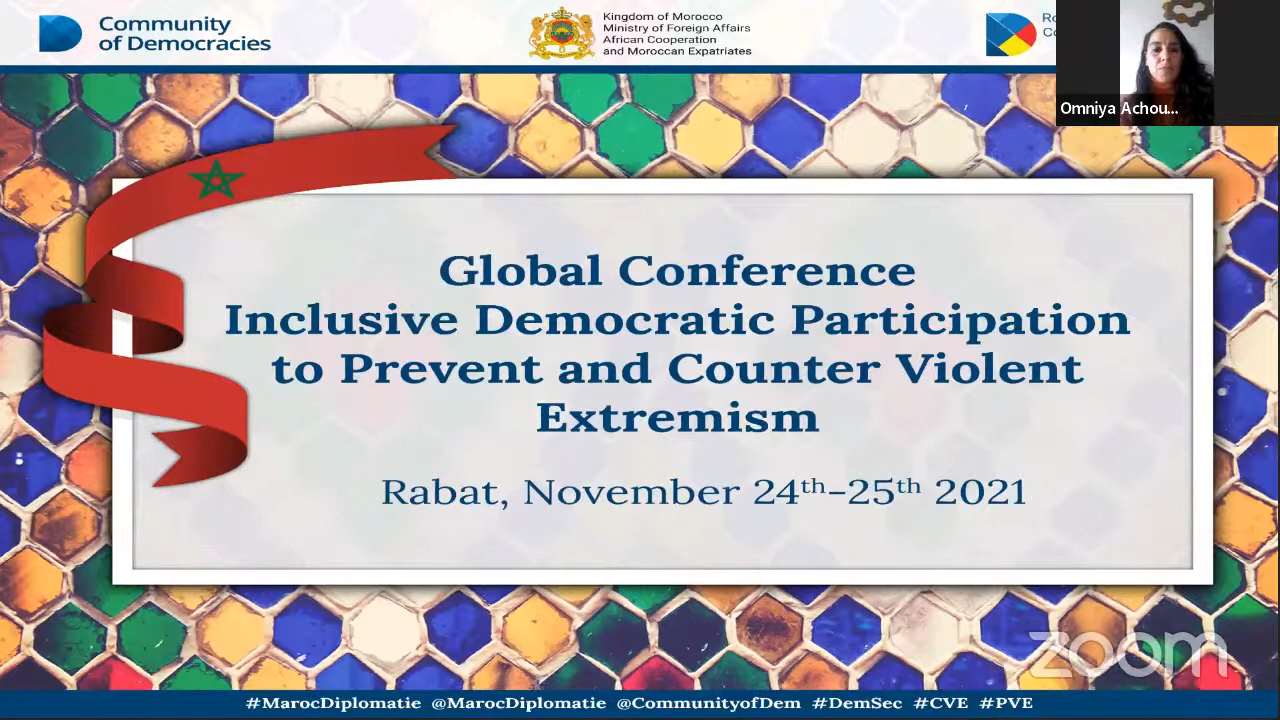 Community
of Democracies
Kingdom of Morocco
Ministry of Foreign Affairs
African Cooperation
and Moroccan Expatriates
Omniya Achou...
Global Conference
Inclusive Democratic Participation
to Prevent and Counter Violent
Extremism
Rabat, November 24th–25th 2021
zoom
#MarocDiplomatie @MarocDiplomatie @CommunityofDem #DemSec #CVE #PVE